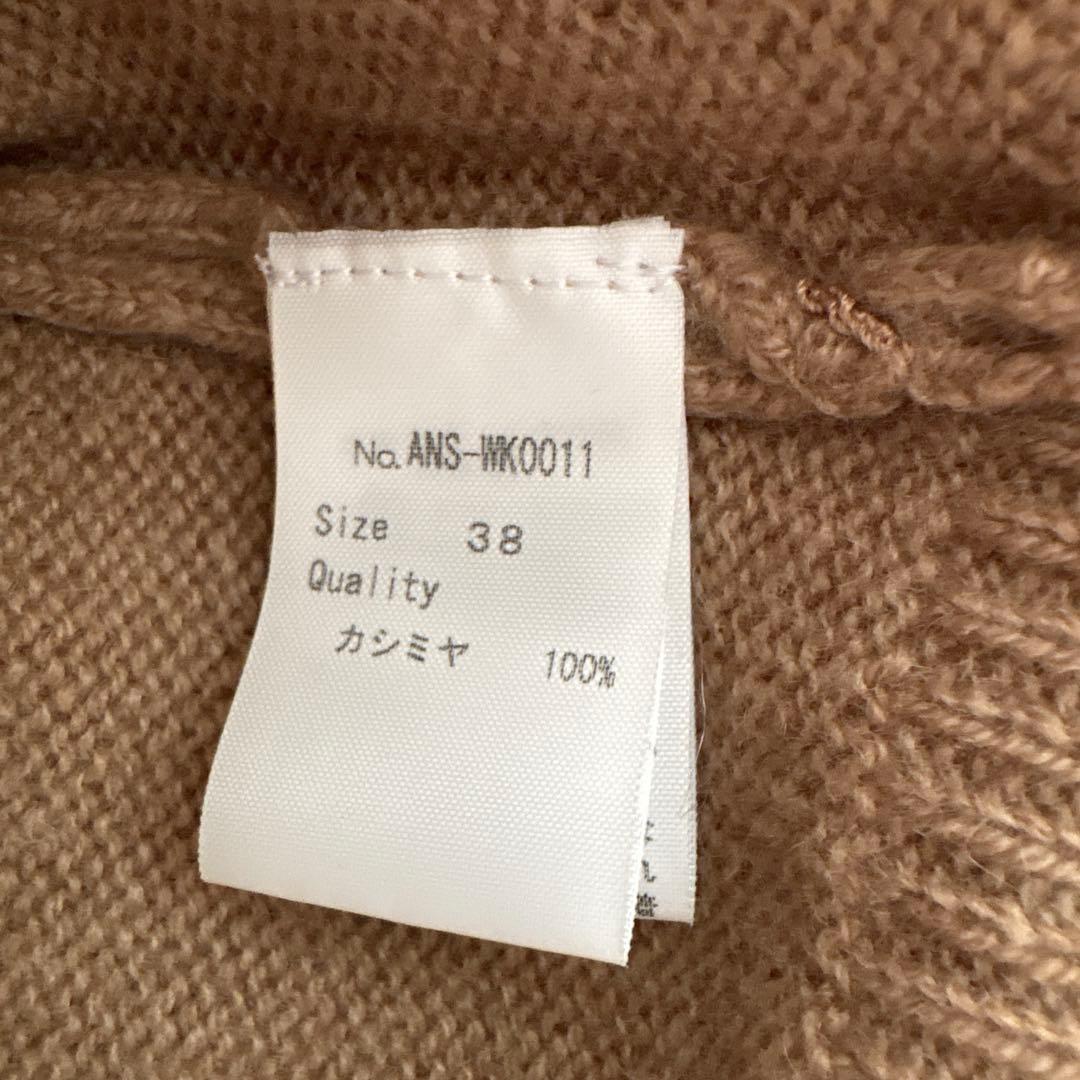 No. ANS-WK0011
Size 38
Quality
カシミヤ 100%